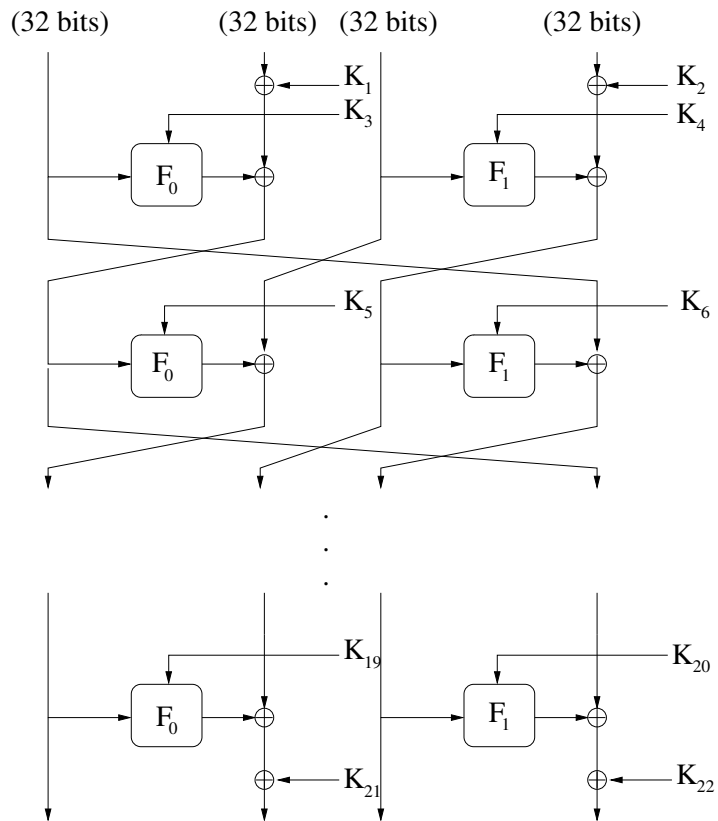 (32 bits) (32 bits) (32 bits) (32 bits)
K1 K2
K3 K4
F0 F1
K5 K6
F0 F1
.
.
.
K19 K20
F0 F1
K21 K22